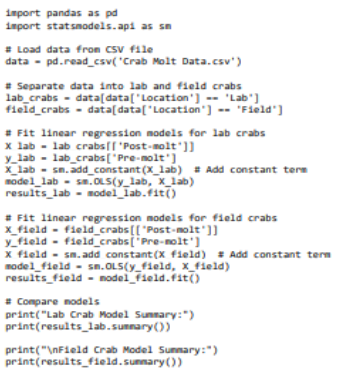 import pandas as pd
import statsmodels.api as sm
# Load data from CSV file
data = pd.read_csv('Crab Molt Data.csv')
# Separate data into lab and field crabs
lab_crabs = data[data['Location'] == 'Lab']
field_crabs = data[data['Location'] == 'Field']
# Fit linear regression models for lab crabs
X_lab = lab_crabs[['Post-molt']]
y_lab = lab_crabs['Pre-molt']
X_lab = sm.add_constant(X_lab)  # Add constant term
model_lab = sm.OLS(y_lab, X_lab)
results_lab = model_lab.fit()
# Fit linear regression models for field crabs
X_field = field_crabs[['Post-molt']]
y_field = field_crabs['Pre-molt']
X_field = sm.add_constant(X_field)  # Add constant term
model_field = sm.OLS(y_field, X_field)
results_field = model_field.fit()
# Compare models
print("Lab Crab Model Summary:")
print(results_lab.summary())
print("\nField Crab Model Summary:")
print(results_field.summary())